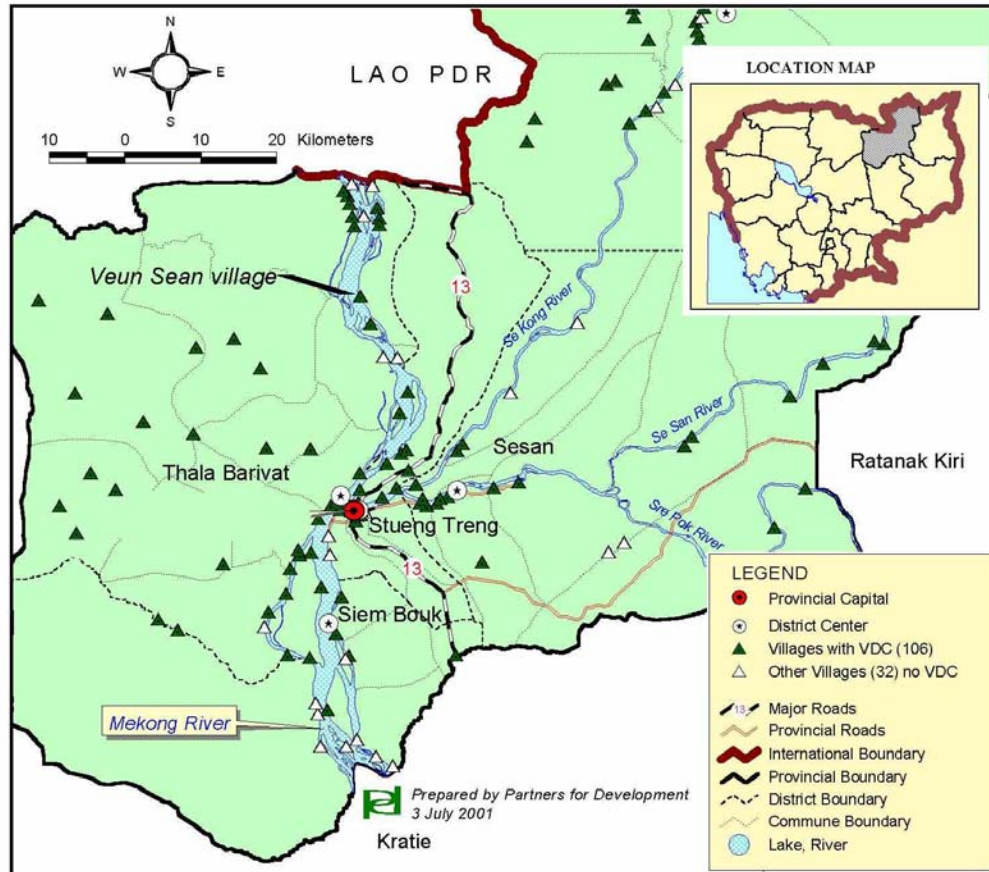 N
W
E
S
LAO PDR
LOCATION MAP
10 0 10 20 Kilometers
Veun Sean village
13
Se Kong River
Sesan
Se San River
Thala Barivat
Ratanak Kiri
Stueng Treng
Sre Pok River
13
Siem Bouk
Mekong River
Prepared by Partners for Development
3 July 2001
Kratie
LEGEND
Provincial Capital
District Center
Villages with VDC (106)
Other Villages (32) no VDC
13 Major Roads
Provincial Roads
International Boundary
Provincial Boundary
District Boundary
Commune Boundary
Lake, River